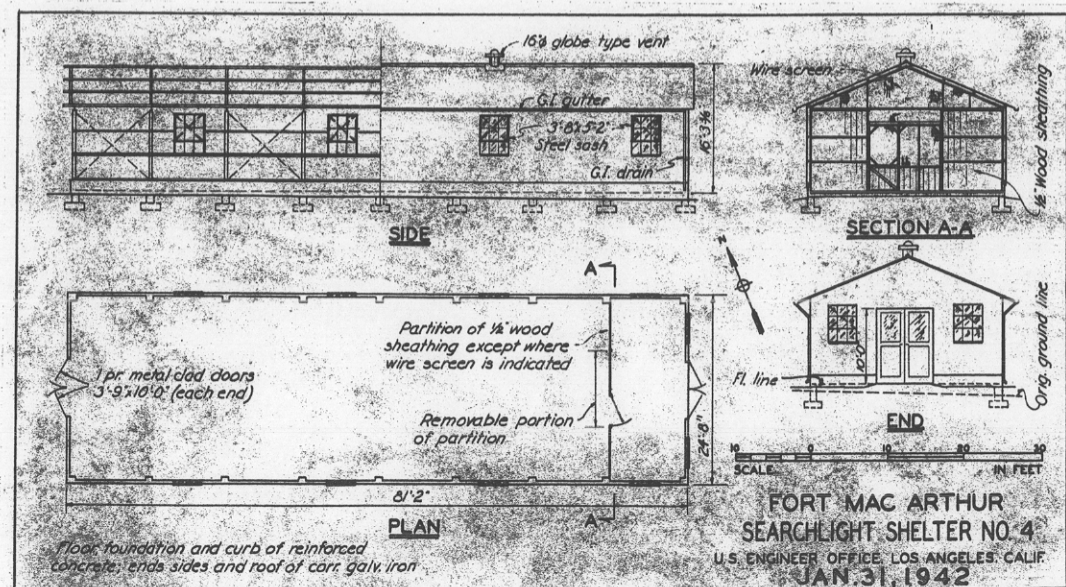 16"ø globe type vent
G.I. gutter
3'-8"x5'-2"
Steel sash
G.I. drain
16'-3⅜"
SIDE
Wire screen
½" Wood sheathing
SECTION A-A
A
Partition of ½" wood
sheathing except where
wire screen is indicated
1 pr. metal clad doors
3'-9"x10'-0" (each end)
Removable portion
of partition
24'-8"
81'-2"
A
PLAN
Z
10'-0"
Fl. line
Orig. ground line
END
10 0 10 20 30
SCALE IN FEET
Floor, foundation and curb of reinforced
concrete; ends sides and roof of corr. galv. iron
FORT MAC ARTHUR
SEARCHLIGHT SHELTER NO. 4
U.S. ENGINEER OFFICE, LOS ANGELES, CALIF.
JAN. 31, 1942